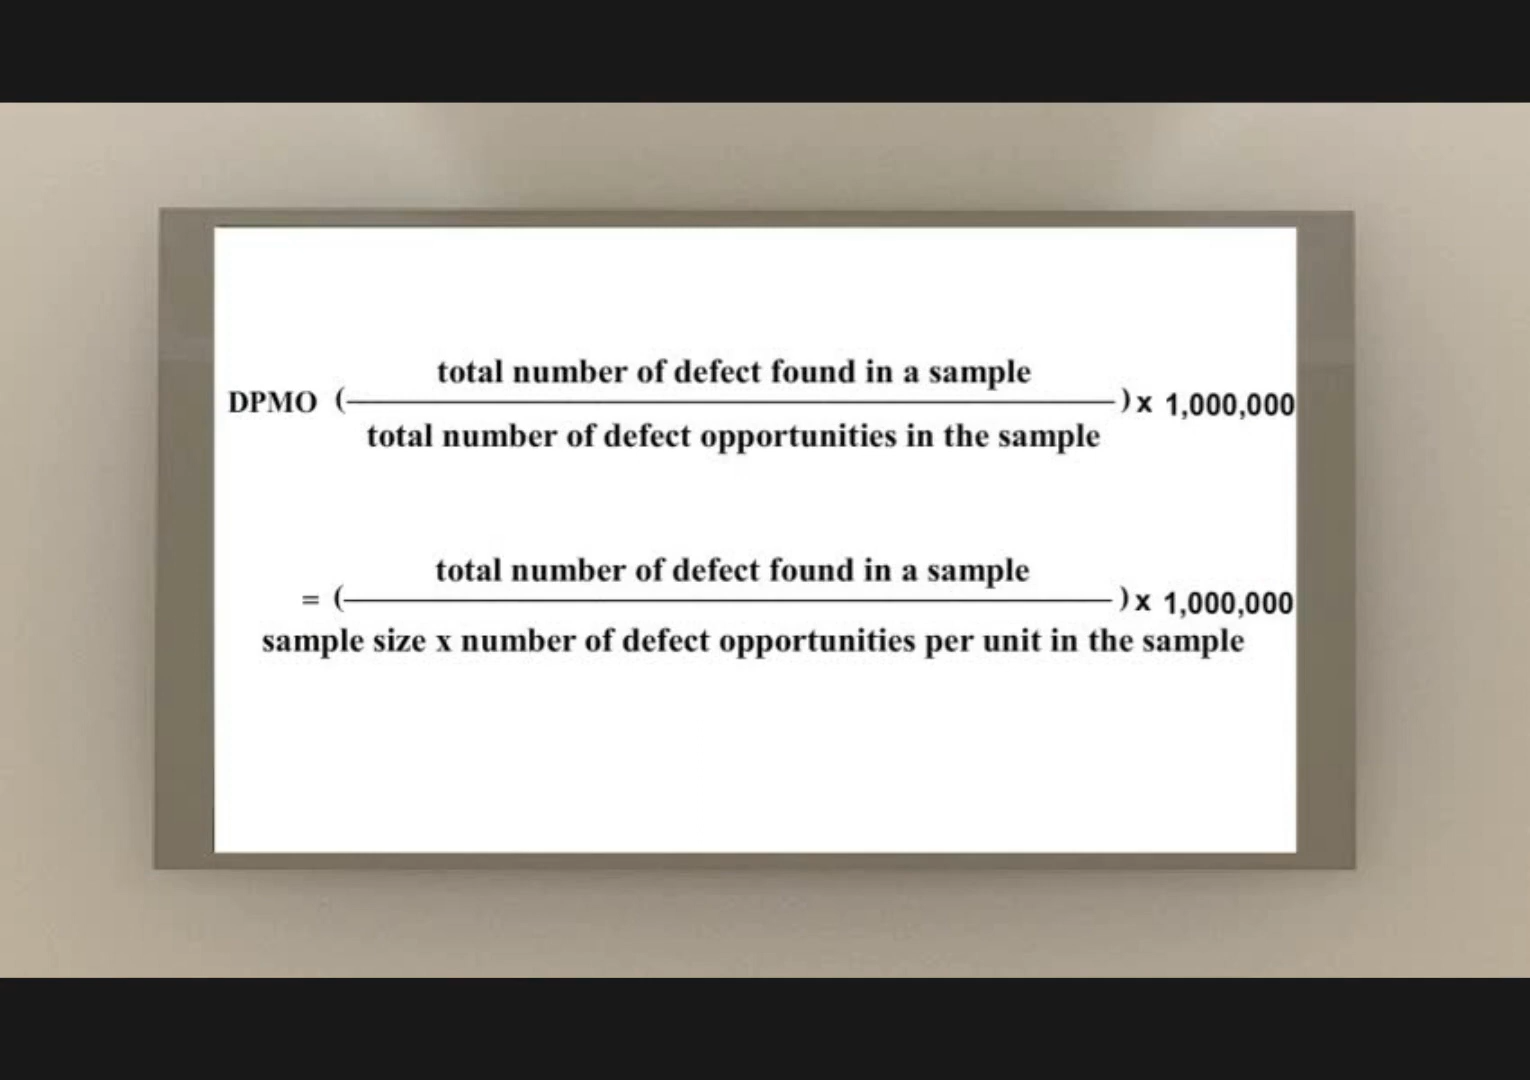 total number of defect found in a sample
DPMO (————) x 1,000,000
total number of defect opportunities in the sample
total number of defect found in a sample
= (————) x 1,000,000
sample size x number of defect opportunities per unit in the sample